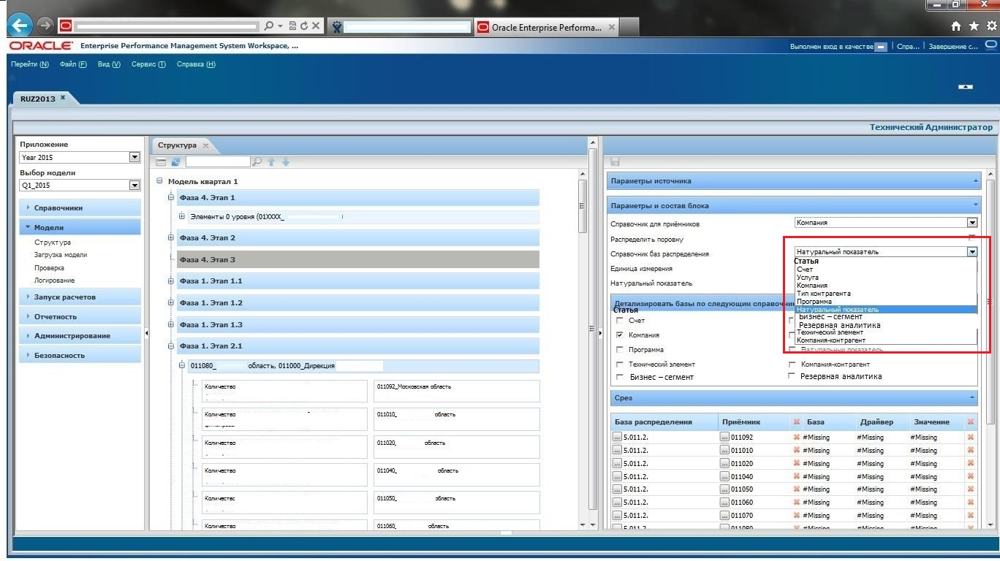 Oracle Enterprise Performa...
ORACLE Enterprise Performance Management System Workspace, ...
Выполнен вход в качестве
Спра...
Завершение с...
Перейти (N) Файл (F) Вид (V) Сервис (T) Справка (H)
RUZ2013
Технический Администратор
Приложение
Year 2015
Выбор модели
Q1_2015
Справочники
Модели
Структура
Загрузка модели
Проверка
Логирование
Запуск расчетов
Отчетность
Администрирование
Безопасность
Структура
Модель квартал 1
Фаза 4. Этап 1
Элементы 0 уровня (01XXXX_
Фаза 4. Этап 2
Фаза 4. Этап 3
Фаза 1. Этап 1.1
Фаза 1. Этап 1.2
Фаза 1. Этап 1.3
Фаза 1. Этап 2.1
011080_ область, 011000_Дирекция
Количество 011092_Московская область
Количество 011010_ область
Количество 011020_ область
Количество 011040_ область
Количество 011050_ область
Количество 011060_ область
Параметры источника
Параметры и состав блока
Справочник для приёмников Компания
Распределить поровну
Справочник баз распределения Натуральный показатель
Единица измерения
Натуральный показатель
Статья
Счет
Услуга
Компания
Тип контрагента
Программа
Натуральный показатель
Бизнес – сегмент
Резервная аналитика
Технический элемент
Компания-контрагент
Детализировать базы по следующим справочни
Статья
Счет
Компания
Программа Натуральный показатель
Технический элемент Компания-контрагент
Бизнес – сегмент Резервная аналитика
Срез
База распределения Приёмник База Драйвер Значение
5.011.2. 011092 #Missing #Missing #Missing
5.011.2. 011010 #Missing #Missing #Missing
5.011.2. 011020 #Missing #Missing #Missing
5.011.2. 011040 #Missing #Missing #Missing
5.011.2. 011050 #Missing #Missing #Missing
5.011.2. 011060 #Missing #Missing #Missing
5.011.2. 011070 #Missing #Missing #Missing
5.011.2. 011080 #Missing #Missing #Missing